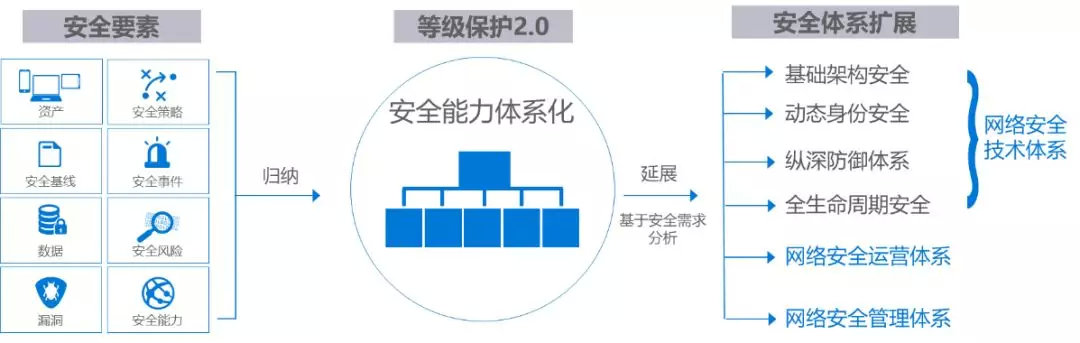 安全要素
资产
安全策略
安全基线
安全事件
数据
安全风险
漏洞
安全能力
归纳
等级保护2.0
安全能力体系化
延展
基于安全需求
分析
安全体系扩展
基础架构安全
动态身份安全
纵深防御体系
全生命周期安全
网络安全运营体系
网络安全管理体系
网络安全
技术体系